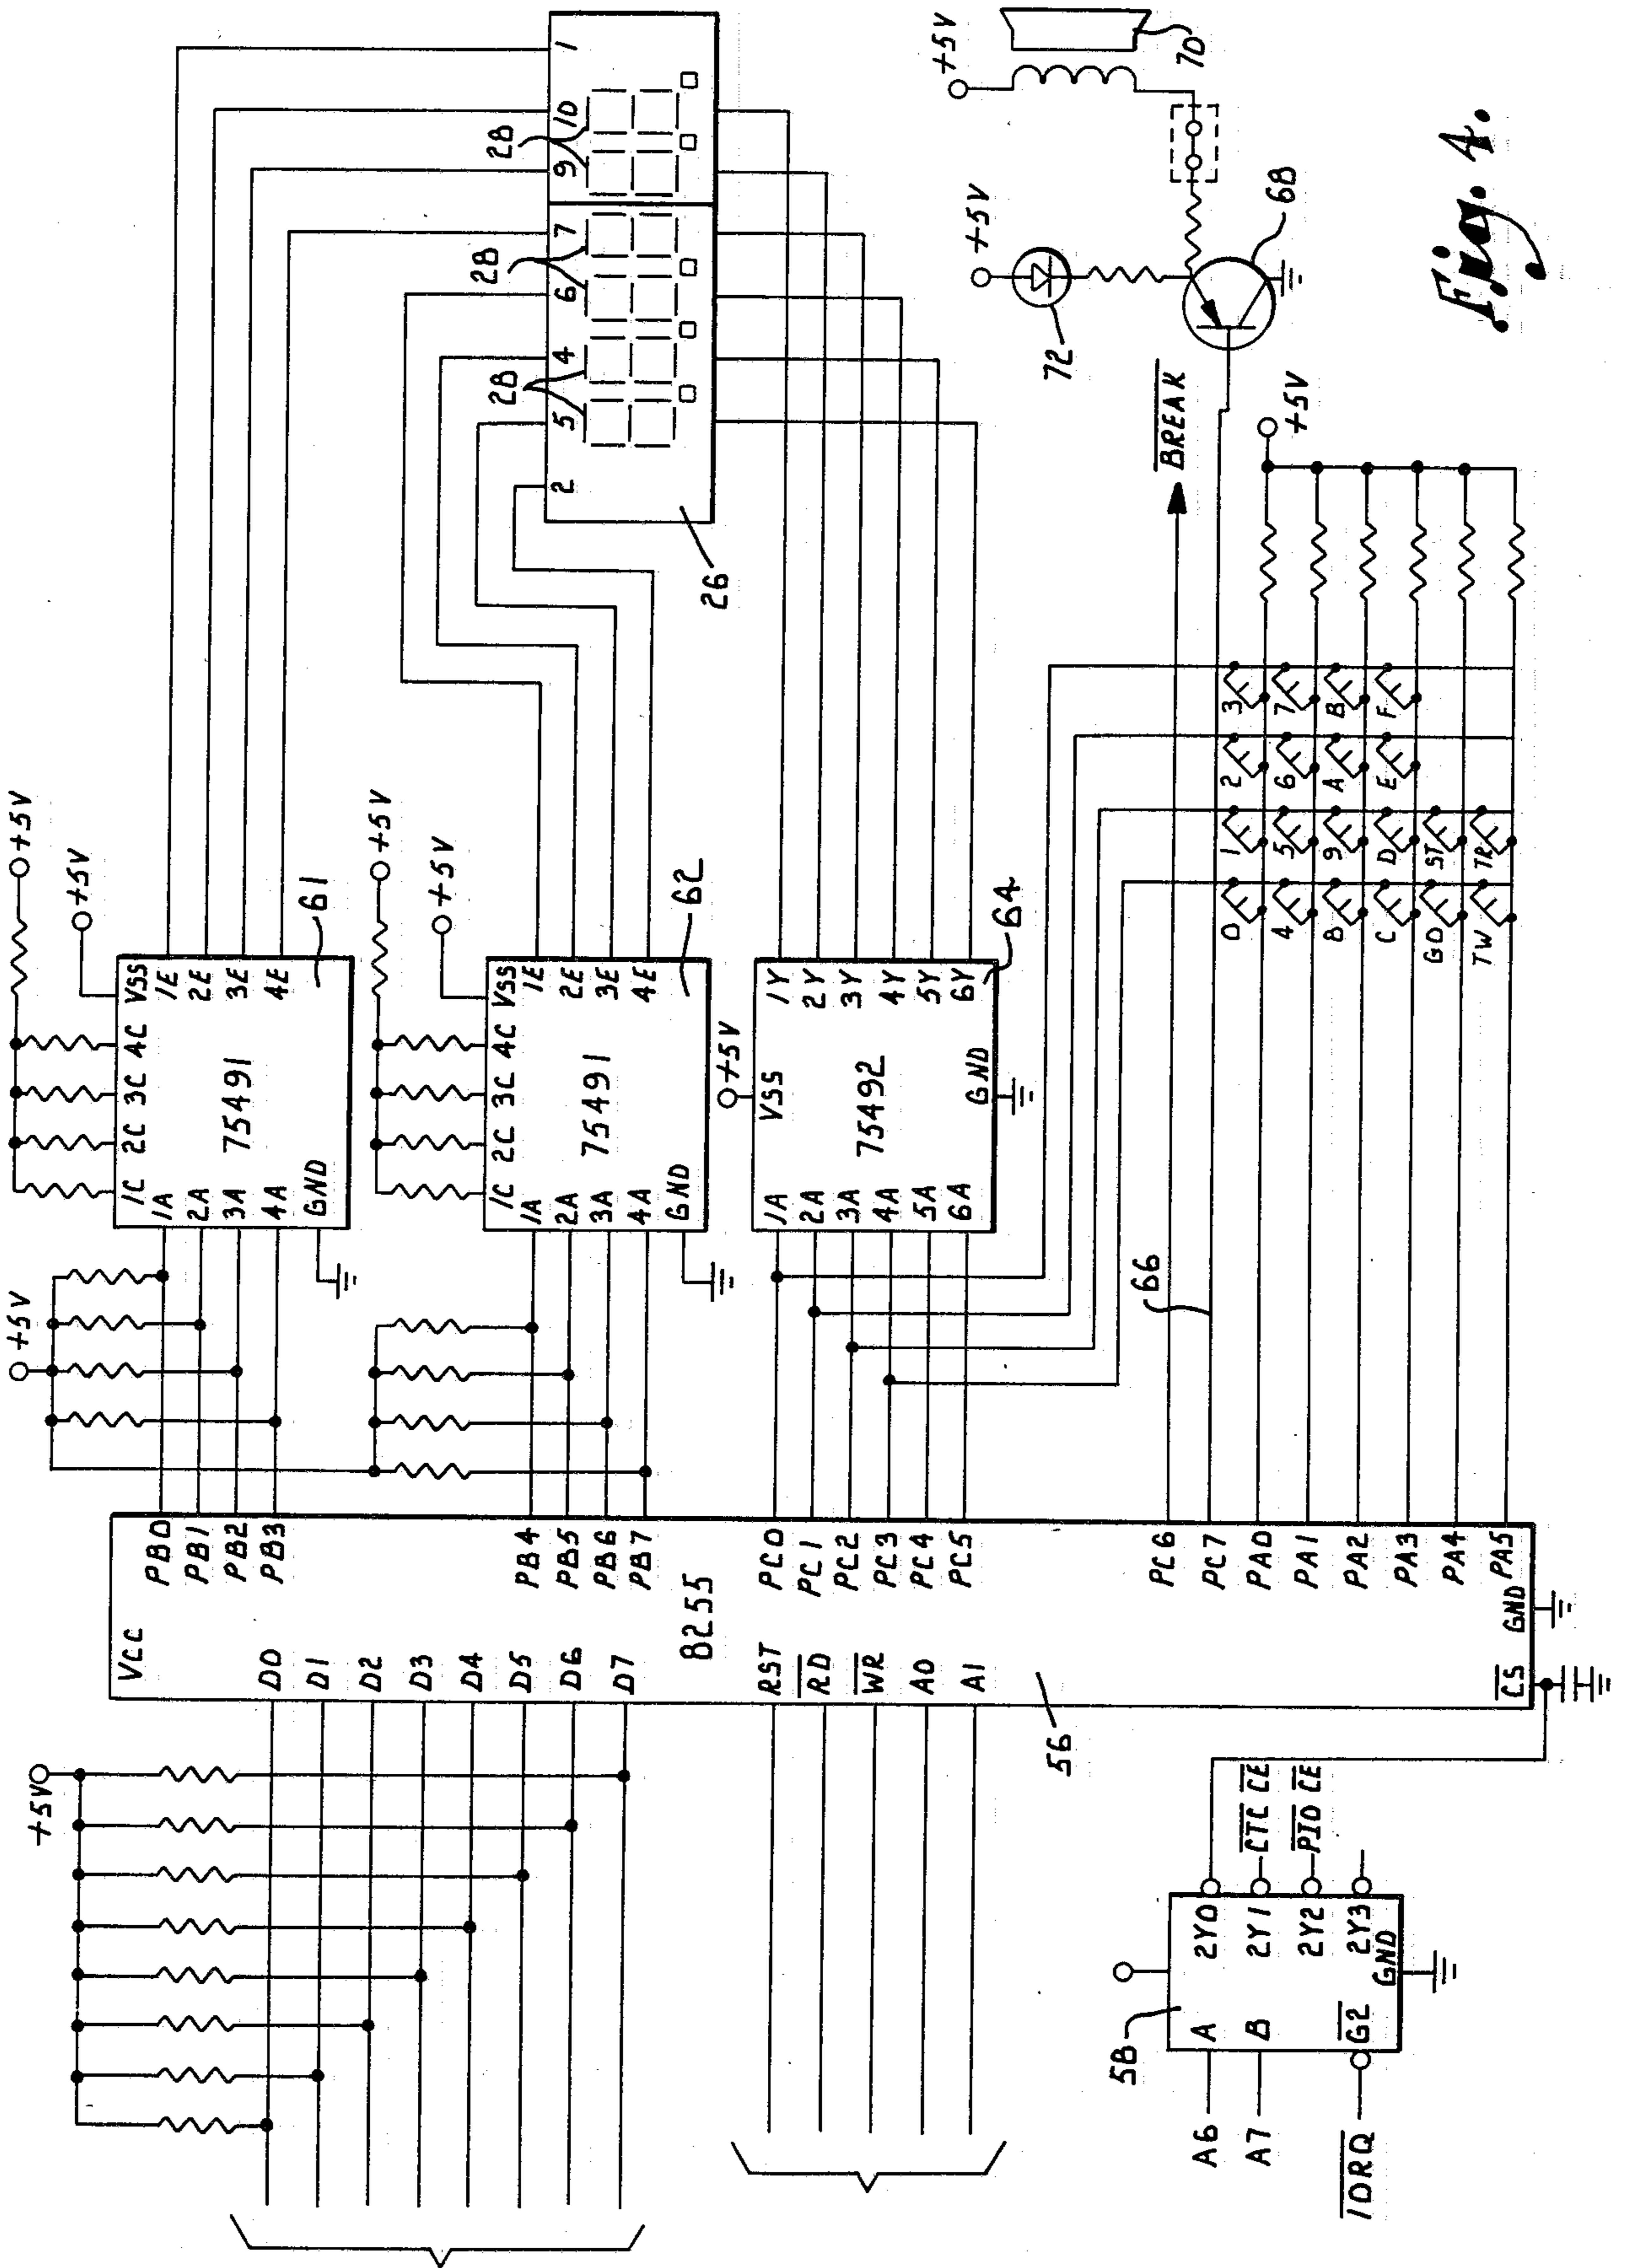 +5V
D0
D1
D2
D3
D4
D5
D6
D7
RST
RD
WR
A0
A1
VCC
8255
56
PB0
PB1
PB2
PB3
PB4
PB5
PB6
PB7
PC0
PC1
PC2
PC3
PC4
PC5
PC6
PC7
PA0
PA1
PA2
PA3
PA4
PA5
CS
GND
A6
A7
IORQ
58
A
B
G2
2Y0
2Y1
2Y2
2Y3
GND
CTC CE
PIO CE
+5V
+5V
+5V
1C 2C 3C 4C VSS
1A
2A
3A
4A
GND
75491
1E
2E
3E
4E
61
+5V
+5V
1C 2C 3C 4C VSS
1A
2A
3A
4A
GND
75491
1E
2E
3E
4E
62
+5V
VSS
1A
2A
3A
4A
5A
6A
75492
GND
1Y
2Y
3Y
4Y
5Y
6Y
64
2 5 4 6 7 9 10 1
28
28
28
26
66
BREAK
0 1 2 3
4 5 6 7
8 9 A B
C D E F
GO ST
TW TR
+5V
72
+5V
68
+5V
70
Fig. 4.